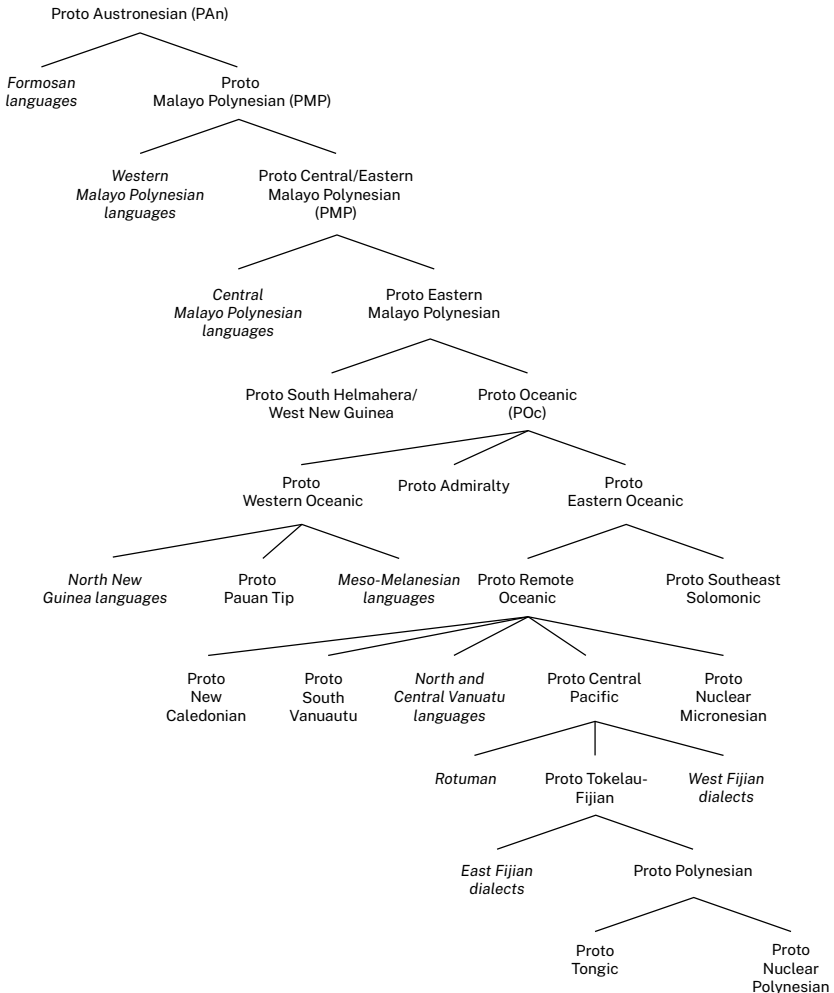 Proto Austronesian (PAn)
Formosan
languages
Proto
Malayo Polynesian (PMP)
Western
Malayo Polynesian
languages
Proto Central/Eastern
Malayo Polynesian
(PMP)
Central
Malayo Polynesian
languages
Proto Eastern
Malayo Polynesian
Proto South Helmahera/
West New Guinea
Proto Oceanic
(POc)
Proto
Western Oceanic
Proto Admiralty
Proto
Eastern Oceanic
North New
Guinea languages
Proto
Pauan Tip
Meso-Melanesian
languages
Proto Remote
Oceanic
Proto Southeast
Solomonic
Proto
New
Caledonian
Proto
South
Vanuautu
North and
Central Vanuatu
languages
Proto Central
Pacific
Proto
Nuclear
Micronesian
Rotuman
Proto Tokelau-
Fijian
West Fijian
dialects
East Fijian
dialects
Proto Polynesian
Proto
Tongic
Proto
Nuclear
Polynesian